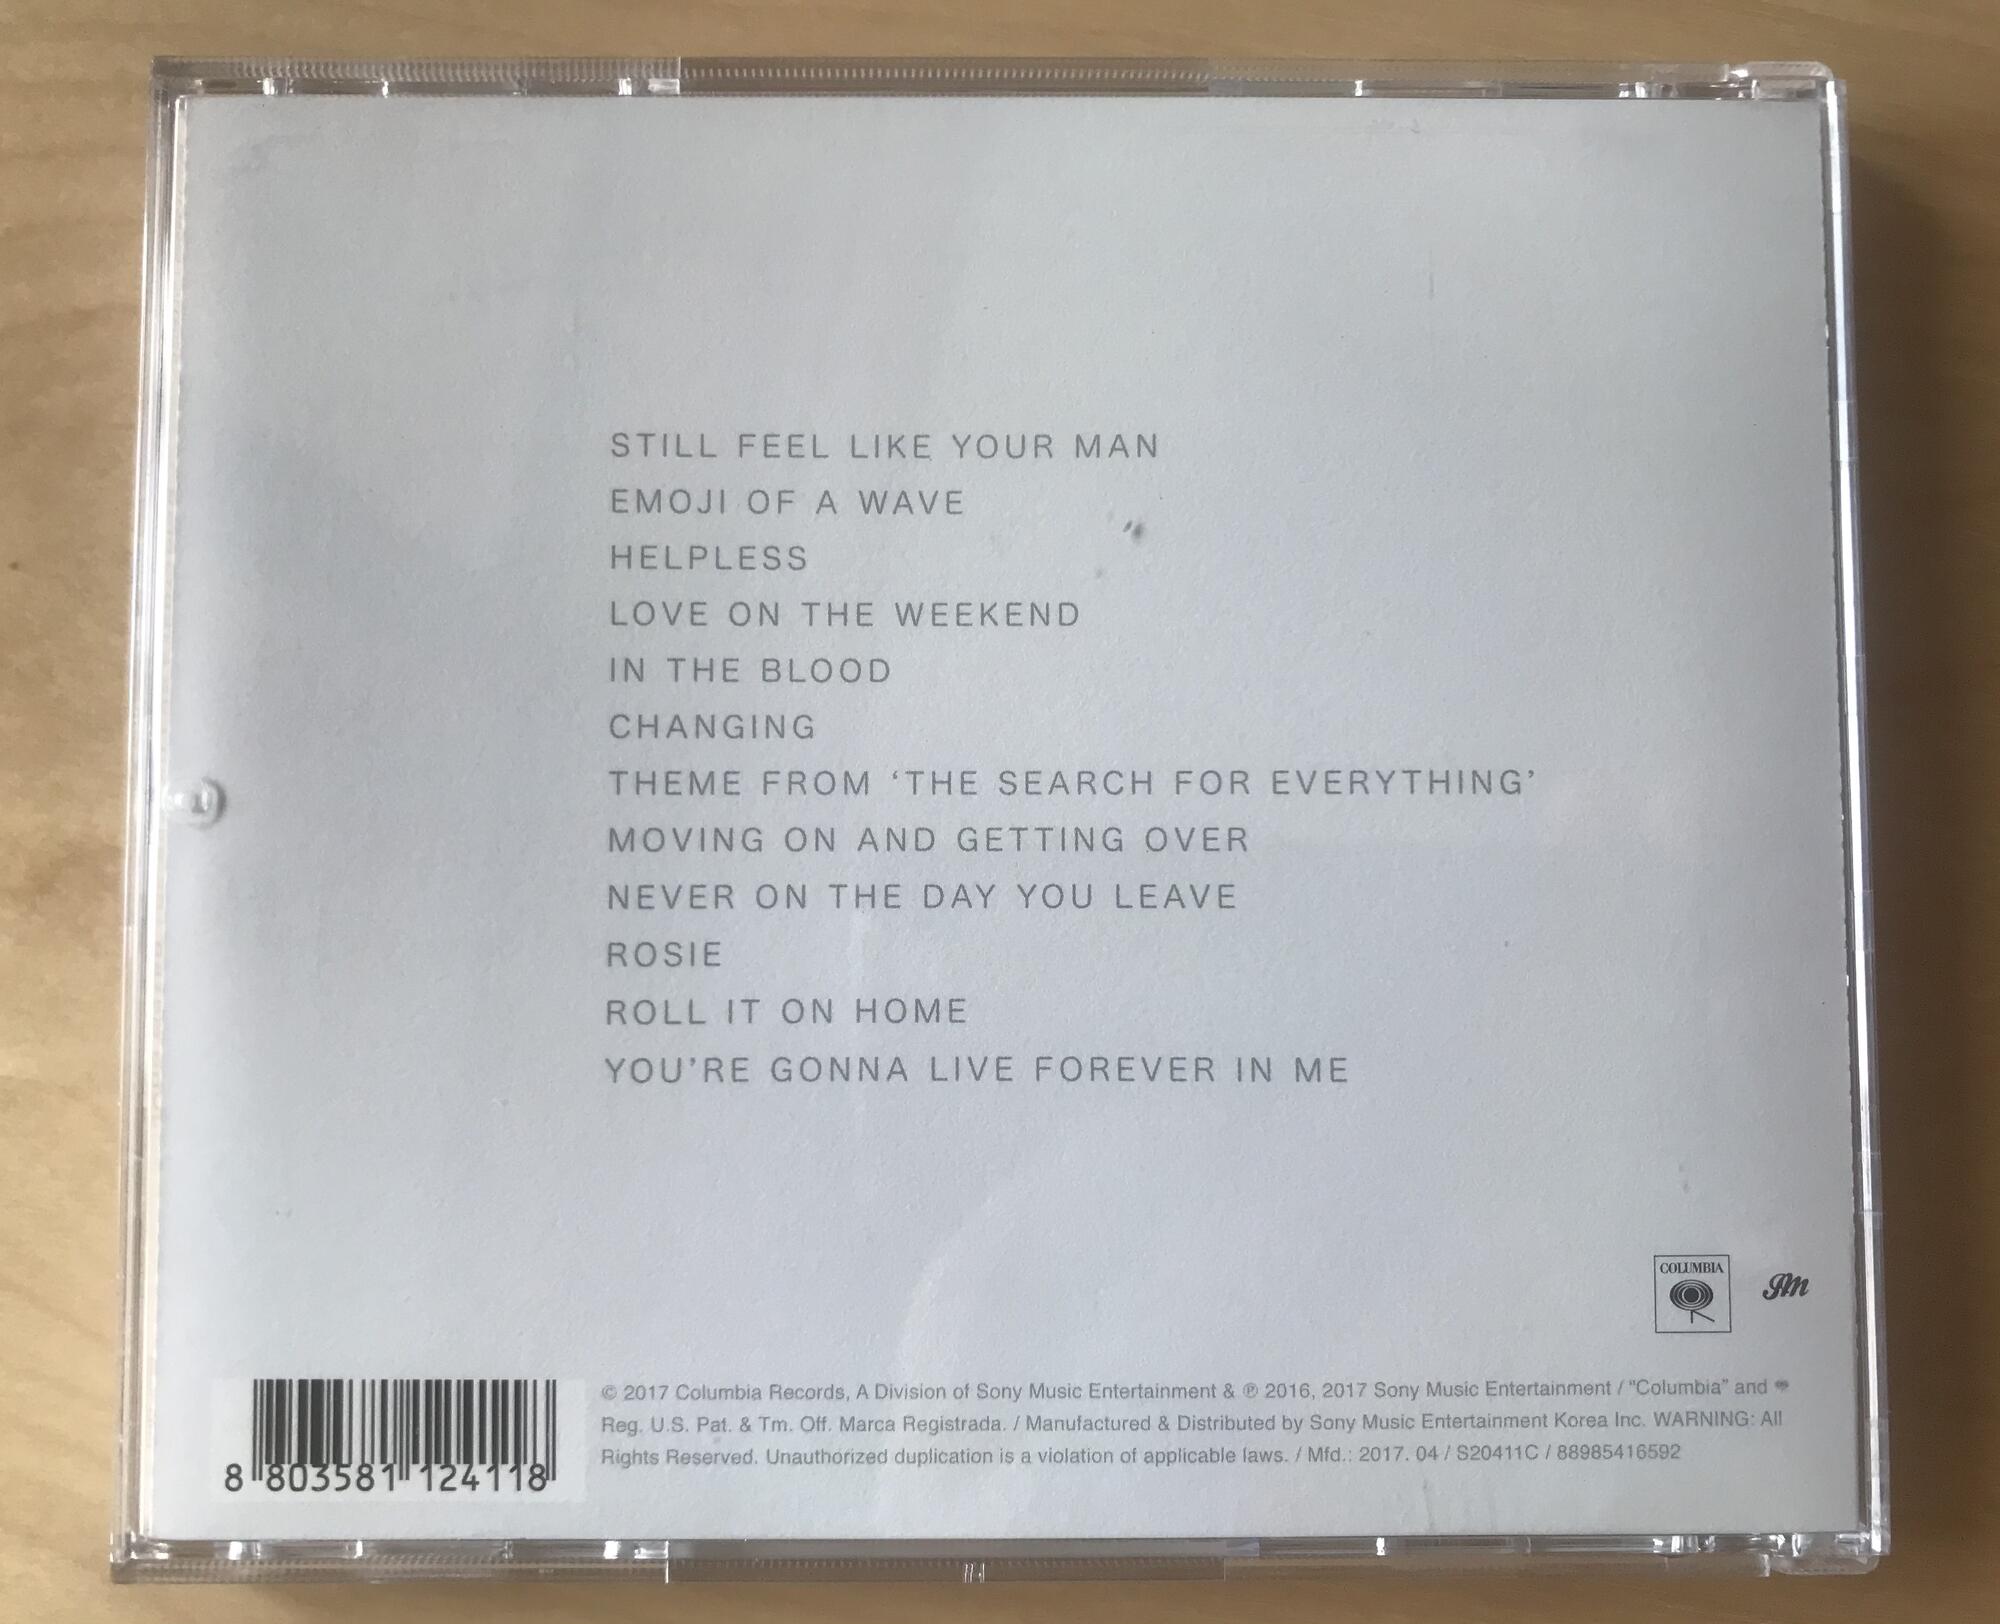 STILL FEEL LIKE YOUR MAN
EMOJI OF A WAVE
HELPLESS
LOVE ON THE WEEKEND
IN THE BLOOD
CHANGING
THEME FROM ‘THE SEARCH FOR EVERYTHING’
MOVING ON AND GETTING OVER
NEVER ON THE DAY YOU LEAVE
ROSIE
ROLL IT ON HOME
YOU’RE GONNA LIVE FOREVER IN ME
COLUMBIA
JM
© 2017 Columbia Records, A Division of Sony Music Entertainment & ℗ 2016, 2017 Sony Music Entertainment / “Columbia” and
Reg. U.S. Pat. & Tm. Off. Marca Registrada. / Manufactured & Distributed by Sony Music Entertainment Korea Inc. WARNING: All
Rights Reserved. Unauthorized duplication is a violation of applicable laws. / Mfd.: 2017. 04 / S20411C / 88985416592
8 803581 124118